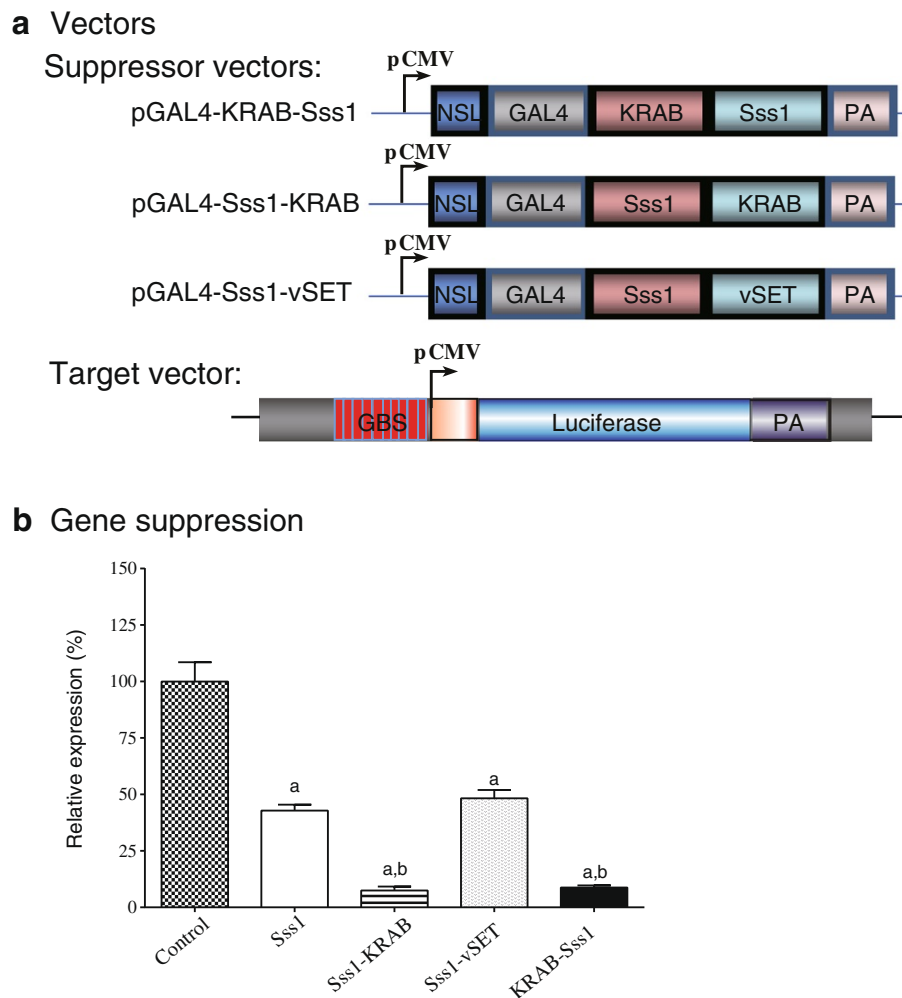 a Vectors
Suppressor vectors:
pCMV
pGAL4-KRAB-Sss1
NSL GAL4 KRAB Sss1 PA
pCMV
pGAL4-Sss1-KRAB
NSL GAL4 Sss1 KRAB PA
pCMV
pGAL4-Sss1-vSET
NSL GAL4 Sss1 vSET PA
pCMV
Target vector:
GBS Luciferase PA
b Gene suppression
Relative expression (%)
150
125
100
75
50
25
0
a
a,b
a
a,b
Control
Sss1
Sss1-KRAB
Sss1-vSET
KRAB-Sss1